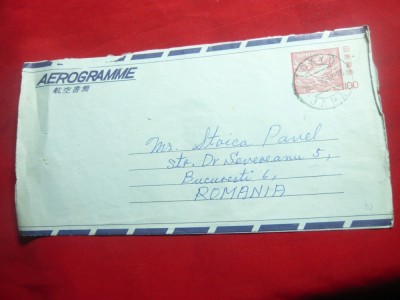 AEROGRAMME
航空書簡
日本郵便
100
Mr. Stoica Pavel
str. Dr Severeanu 5,
Bucuresti 6,
ROMANIA